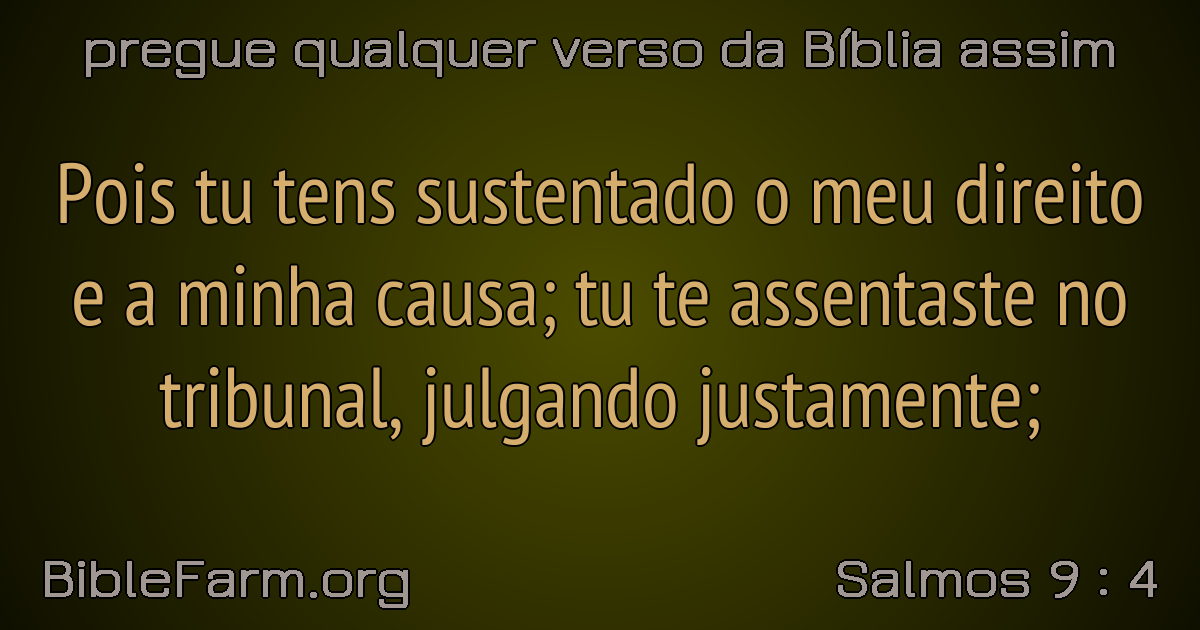 pregue qualquer verso da Bíblia assim
Pois tu tens sustentado o meu direito
e a minha causa; tu te assentaste no
tribunal, julgando justamente;
BibleFarm.org
Salmos 9 : 4